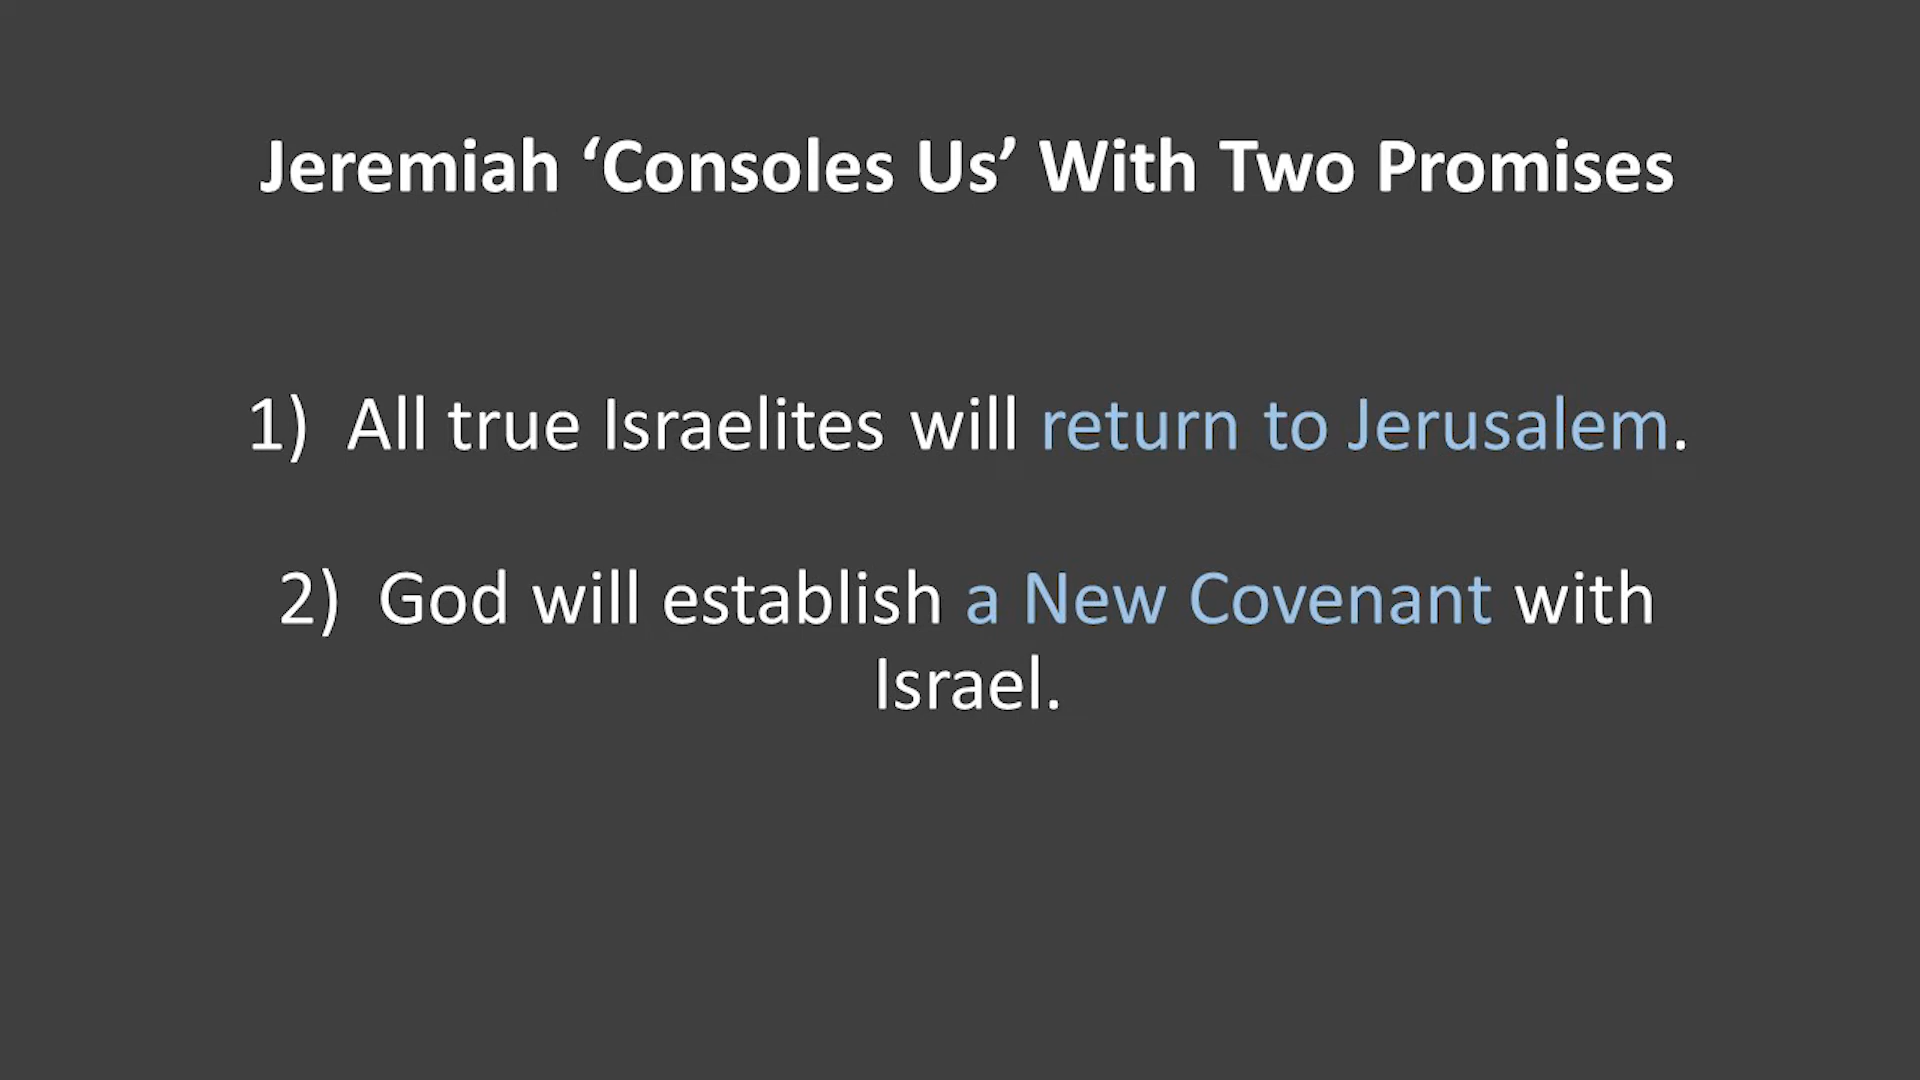 Jeremiah ‘Consoles Us’ With Two Promises
1) All true Israelites will return to Jerusalem.
2) God will establish a New Covenant with
Israel.